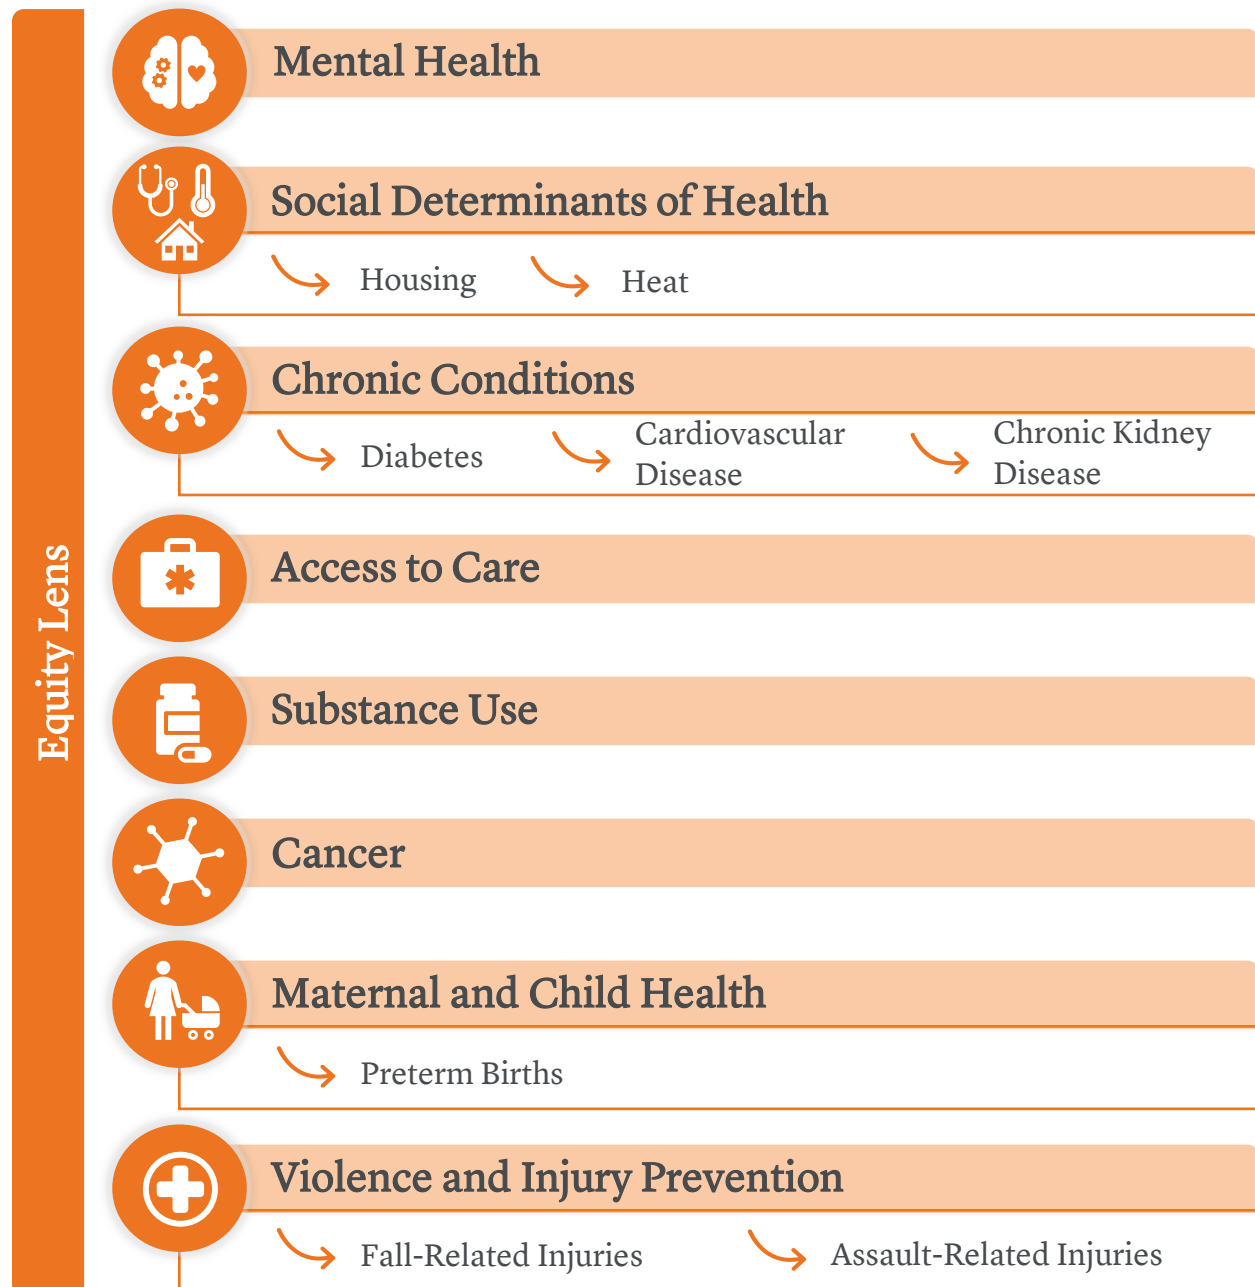 Equity Lens
Mental Health
Social Determinants of Health
Housing
Heat
Chronic Conditions
Diabetes
Cardiovascular
Disease
Chronic Kidney
Disease
Access to Care
Substance Use
Cancer
Maternal and Child Health
Preterm Births
Violence and Injury Prevention
Fall-Related Injuries
Assault-Related Injuries